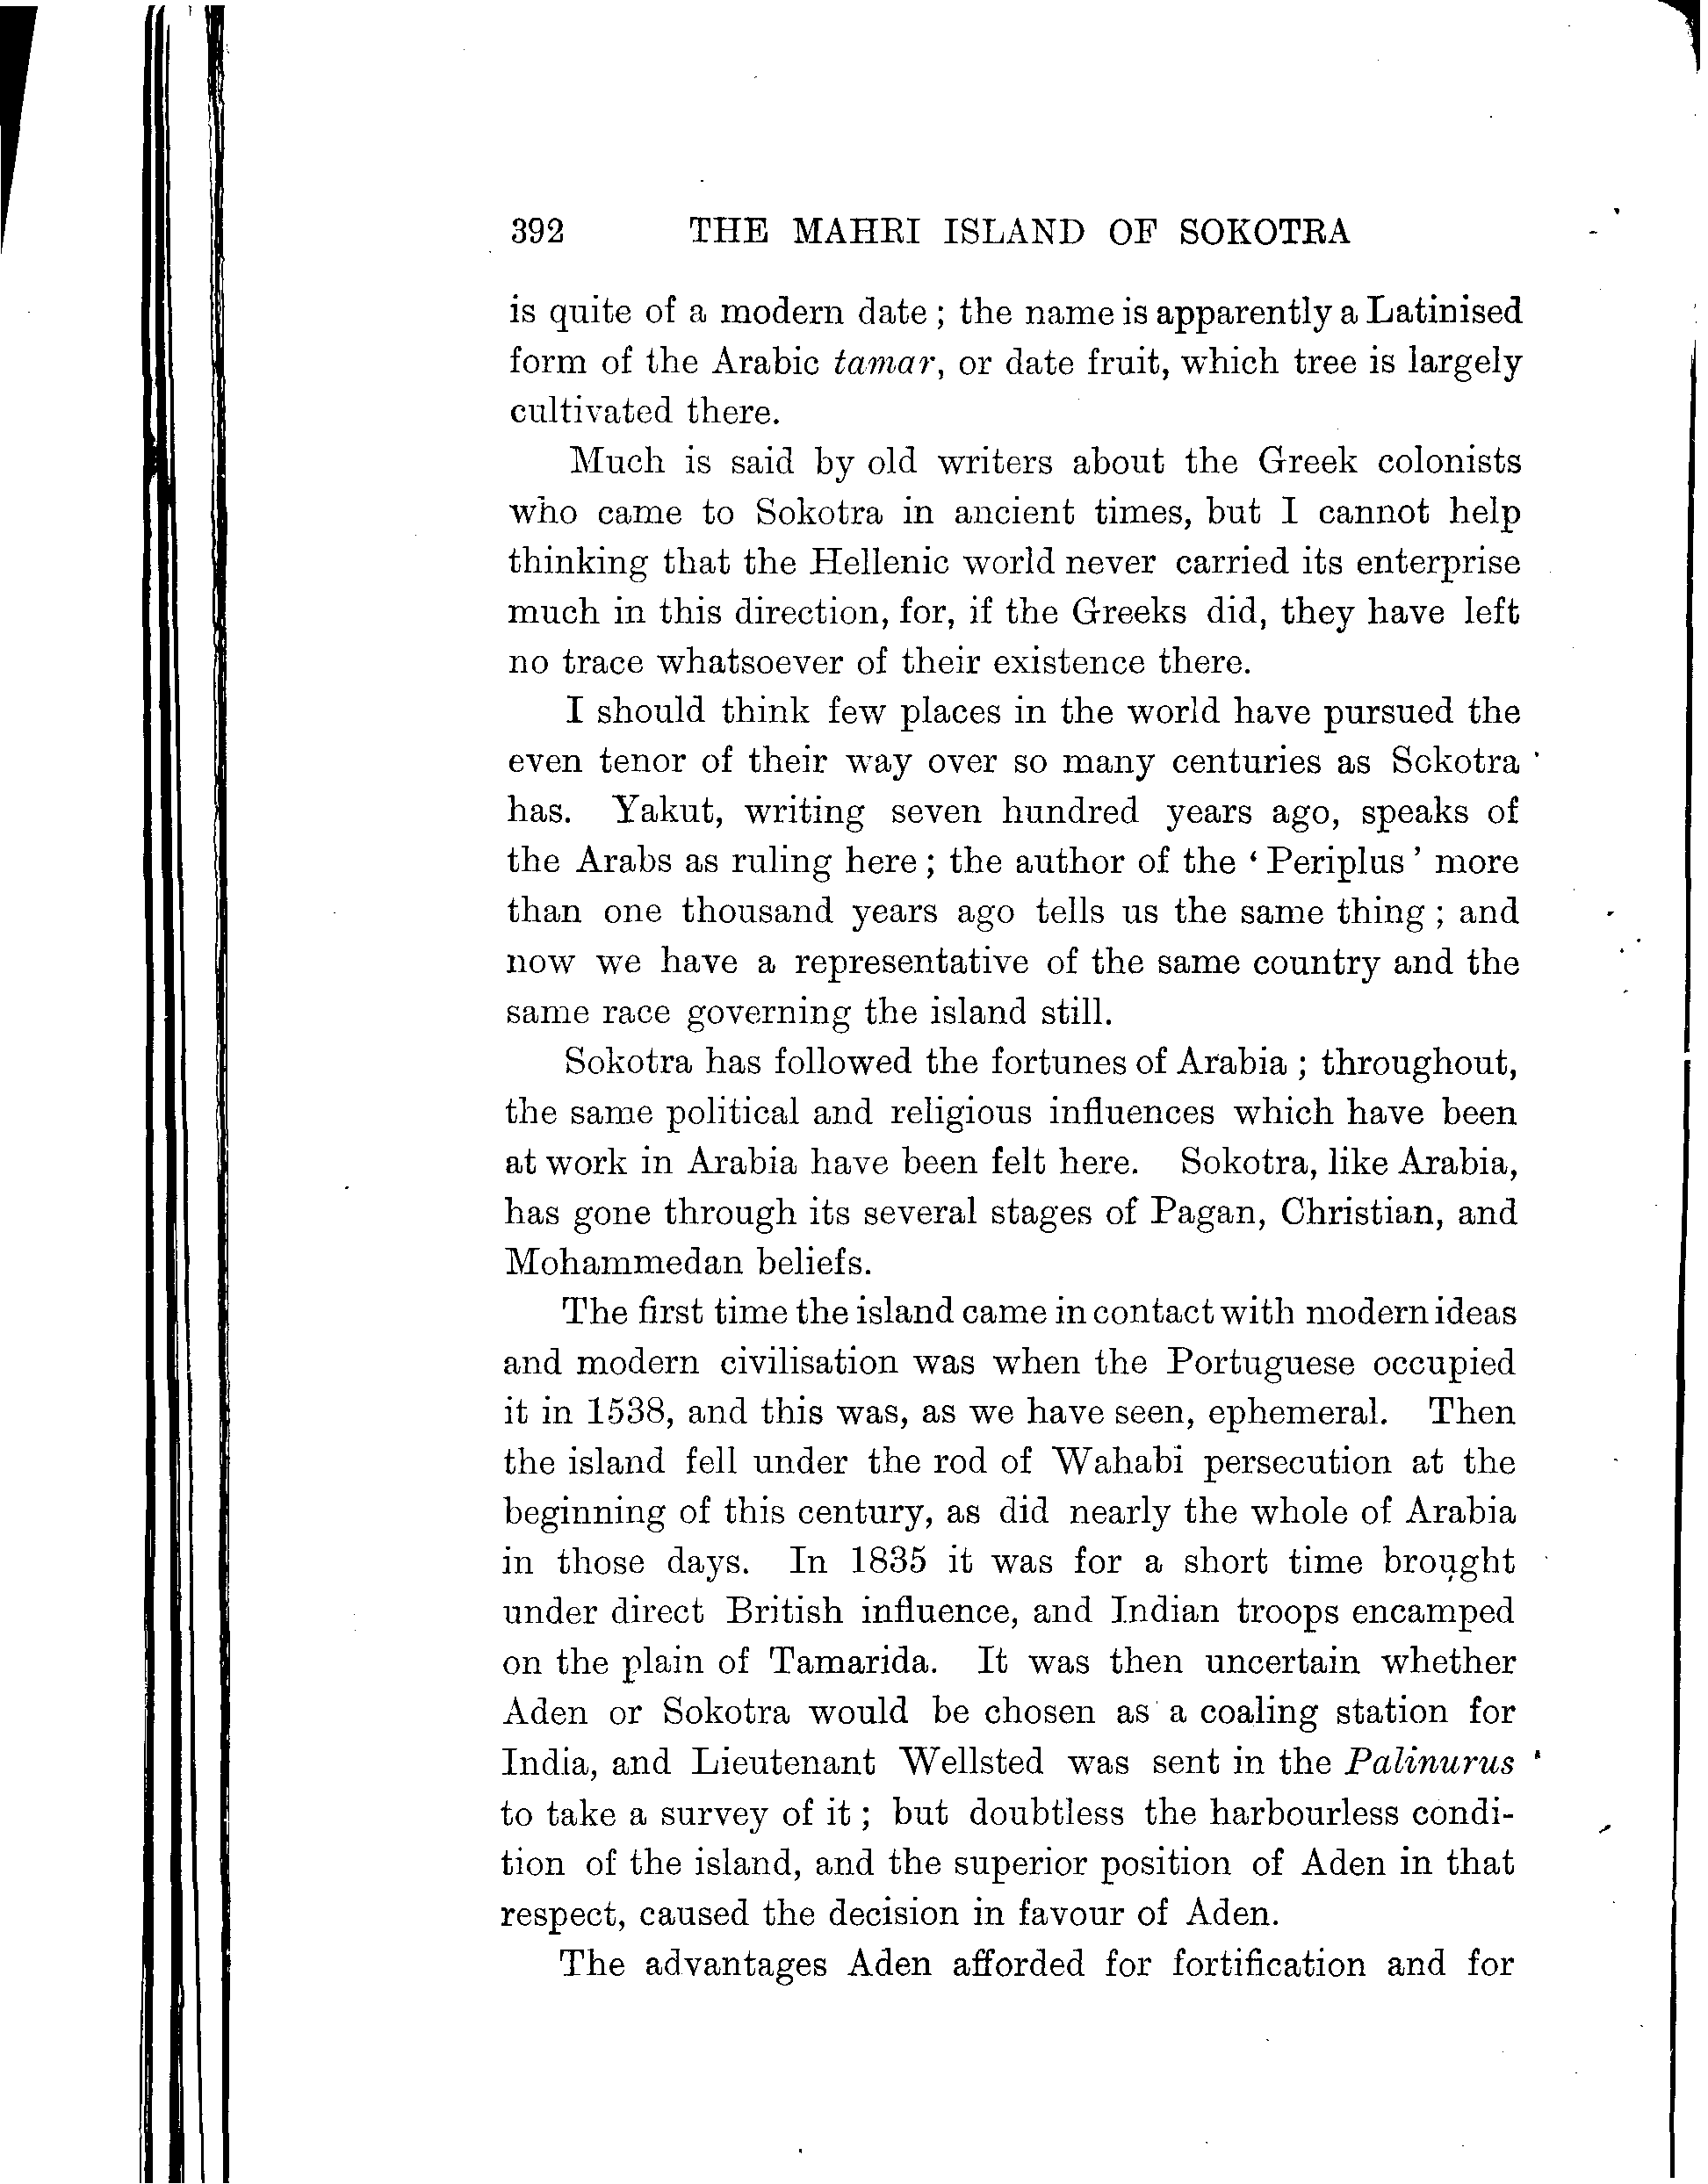 392 THE MAHRI ISLAND OF SOKOTRA
is quite of a modern date ; the name is apparently a Latinised
form of the Arabic tamar, or date fruit, which tree is largely
cultivated there.
Much is said by old writers about the Greek colonists
who came to Sokotra in ancient times, but I cannot help
thinking that the Hellenic world never carried its enterprise
much in this direction, for, if the Greeks did, they have left
no trace whatsoever of their existence there.
I should think few places in the world have pursued the
even tenor of their way over so many centuries as Sokotra
has. Yakut, writing seven hundred years ago, speaks of
the Arabs as ruling here ; the author of the ‘ Periplus ’ more
than one thousand years ago tells us the same thing ; and
now we have a representative of the same country and the
same race governing the island still.
Sokotra has followed the fortunes of Arabia ; throughout,
the same political and religious influences which have been
at work in Arabia have been felt here. Sokotra, like Arabia,
has gone through its several stages of Pagan, Christian, and
Mohammedan beliefs.
The first time the island came in contact with modern ideas
and modern civilisation was when the Portuguese occupied
it in 1538, and this was, as we have seen, ephemeral. Then
the island fell under the rod of Wahabi persecution at the
beginning of this century, as did nearly the whole of Arabia
in those days. In 1835 it was for a short time brought
under direct British influence, and Indian troops encamped
on the plain of Tamarida. It was then uncertain whether
Aden or Sokotra would be chosen as a coaling station for
India, and Lieutenant Wellsted was sent in the Palinurus
to take a survey of it ; but doubtless the harbourless condi-
tion of the island, and the superior position of Aden in that
respect, caused the decision in favour of Aden.
The advantages Aden afforded for fortification and for